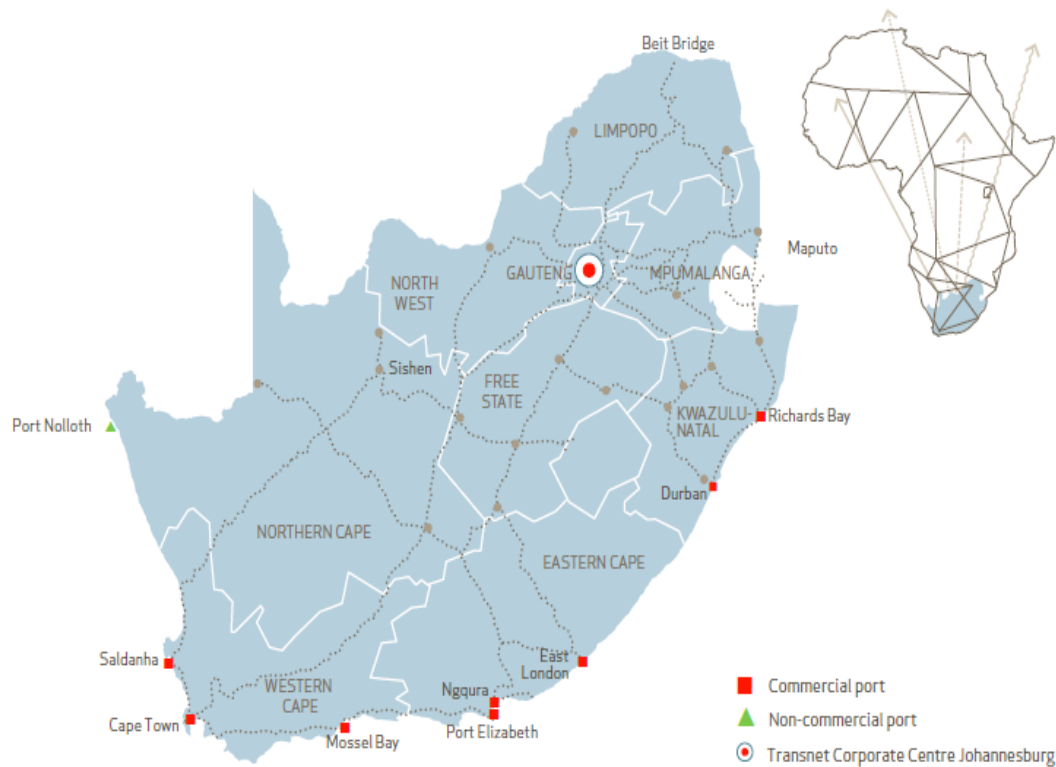 Beit Bridge
LIMPOPO
Maputo
GAUTENG
MPUMALANGA
NORTH
WEST
Sishen
FREE
STATE
KWAZULU-
NATAL
Richards Bay
Port Nolloth
Durban
NORTHERN CAPE
EASTERN CAPE
Saldanha
East
London
WESTERN
CAPE
Ngqura
Cape Town
Port Elizabeth
Mossel Bay
Commercial port
Non-commercial port
Transnet Corporate Centre Johannesburg